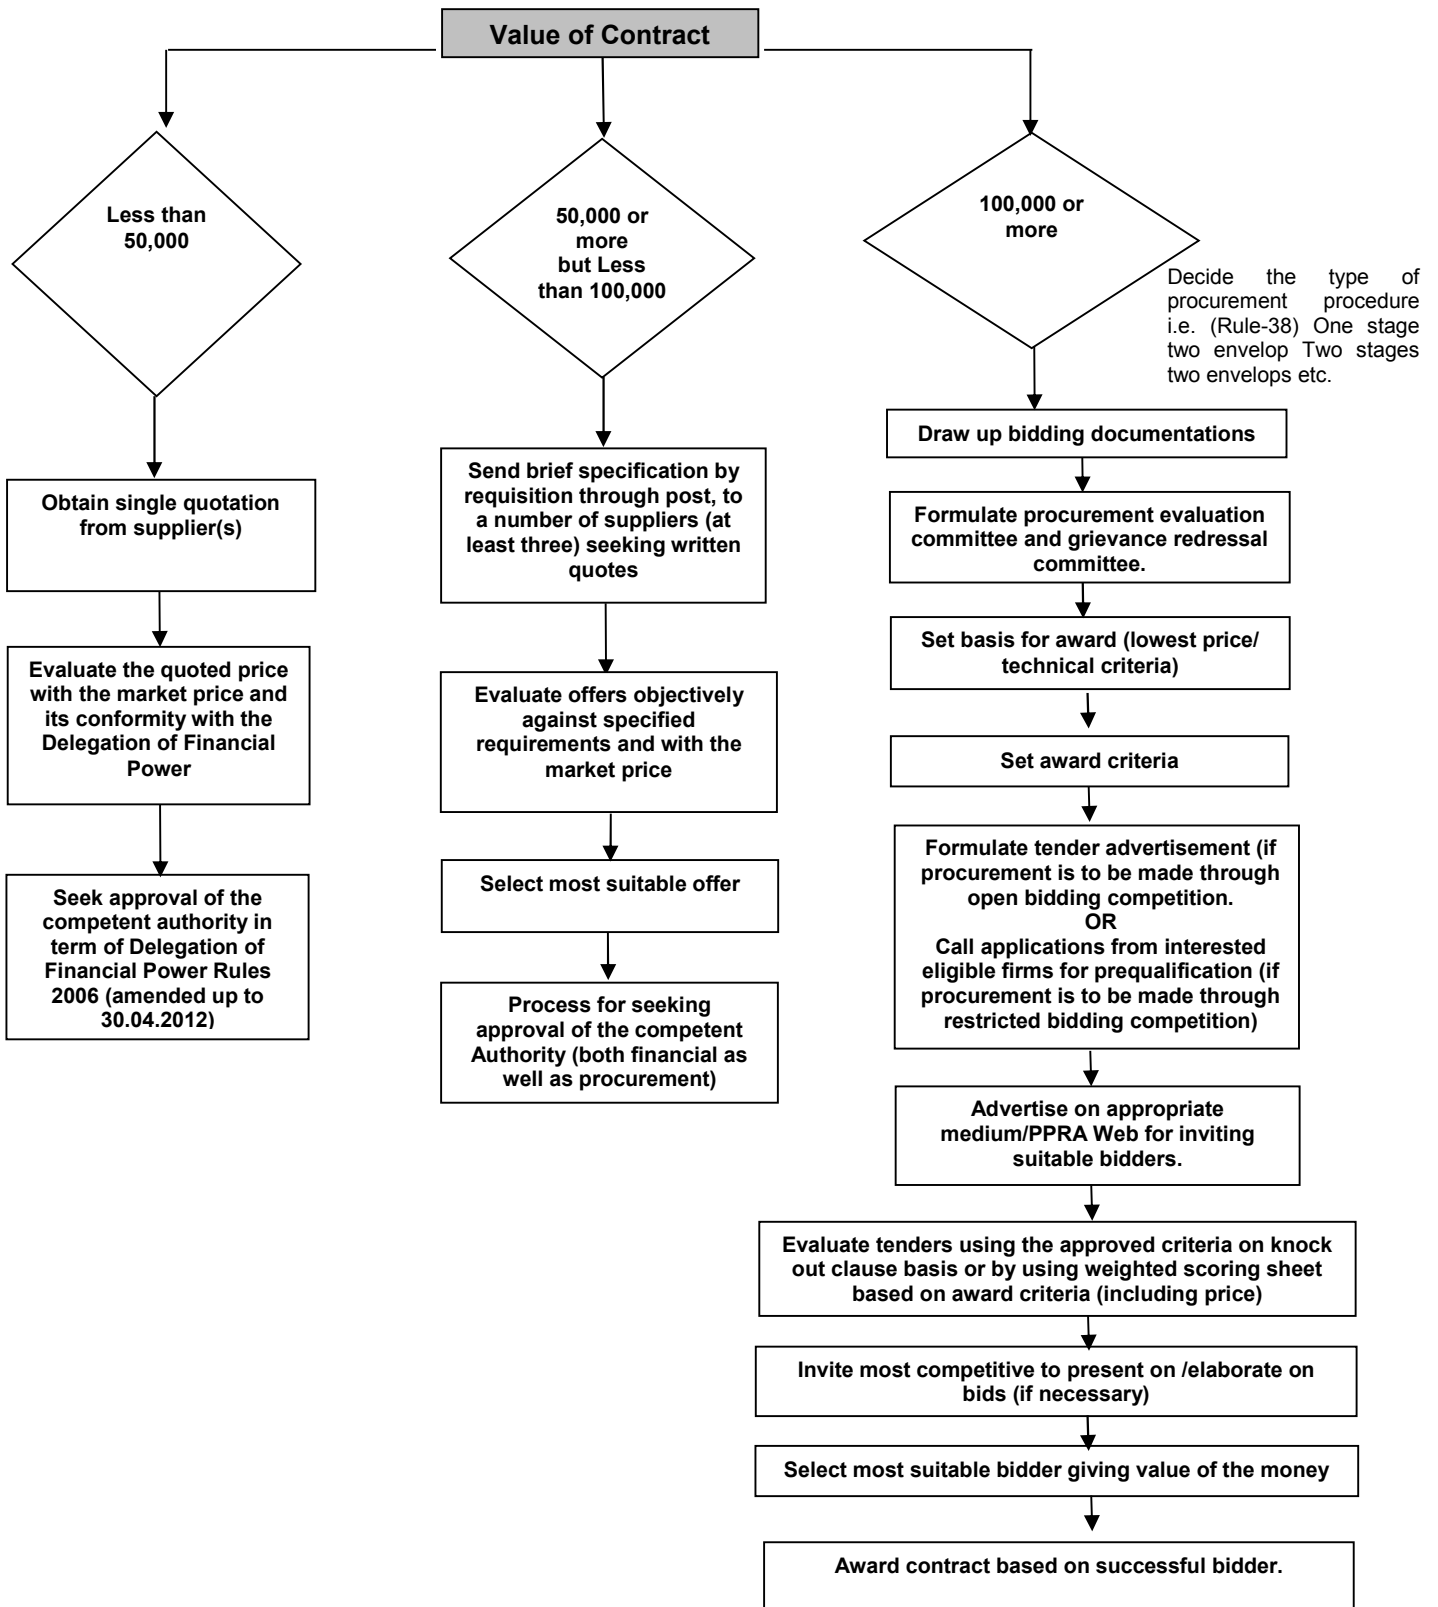 Value of Contract
Less than
50,000
50,000 or
more
but Less
than 100,000
100,000 or
more
Decide the type of
procurement procedure
i.e. (Rule-38) One stage
two envelop Two stages
two envelops etc.
Obtain single quotation
from supplier(s)
Evaluate the quoted price
with the market price and
its conformity with the
Delegation of Financial
Power
Seek approval of the
competent authority in
term of Delegation of
Financial Power Rules
2006 (amended up to
30.04.2012)
Send brief specification by
requisition through post, to
a number of suppliers (at
least three) seeking written
quotes
Evaluate offers objectively
against specified
requirements and with the
market price
Select most suitable offer
Process for seeking
approval of the competent
Authority (both financial as
well as procurement)
Draw up bidding documentations
Formulate procurement evaluation
committee and grievance redressal
committee.
Set basis for award (lowest price/
technical criteria)
Set award criteria
Formulate tender advertisement (if
procurement is to be made through
open bidding competition.
OR
Call applications from interested
eligible firms for prequalification (if
procurement is to be made through
restricted bidding competition)
Advertise on appropriate
medium/PPRA Web for inviting
suitable bidders.
Evaluate tenders using the approved criteria on knock
out clause basis or by using weighted scoring sheet
based on award criteria (including price)
Invite most competitive to present on /elaborate on
bids (if necessary)
Select most suitable bidder giving value of the money
Award contract based on successful bidder.